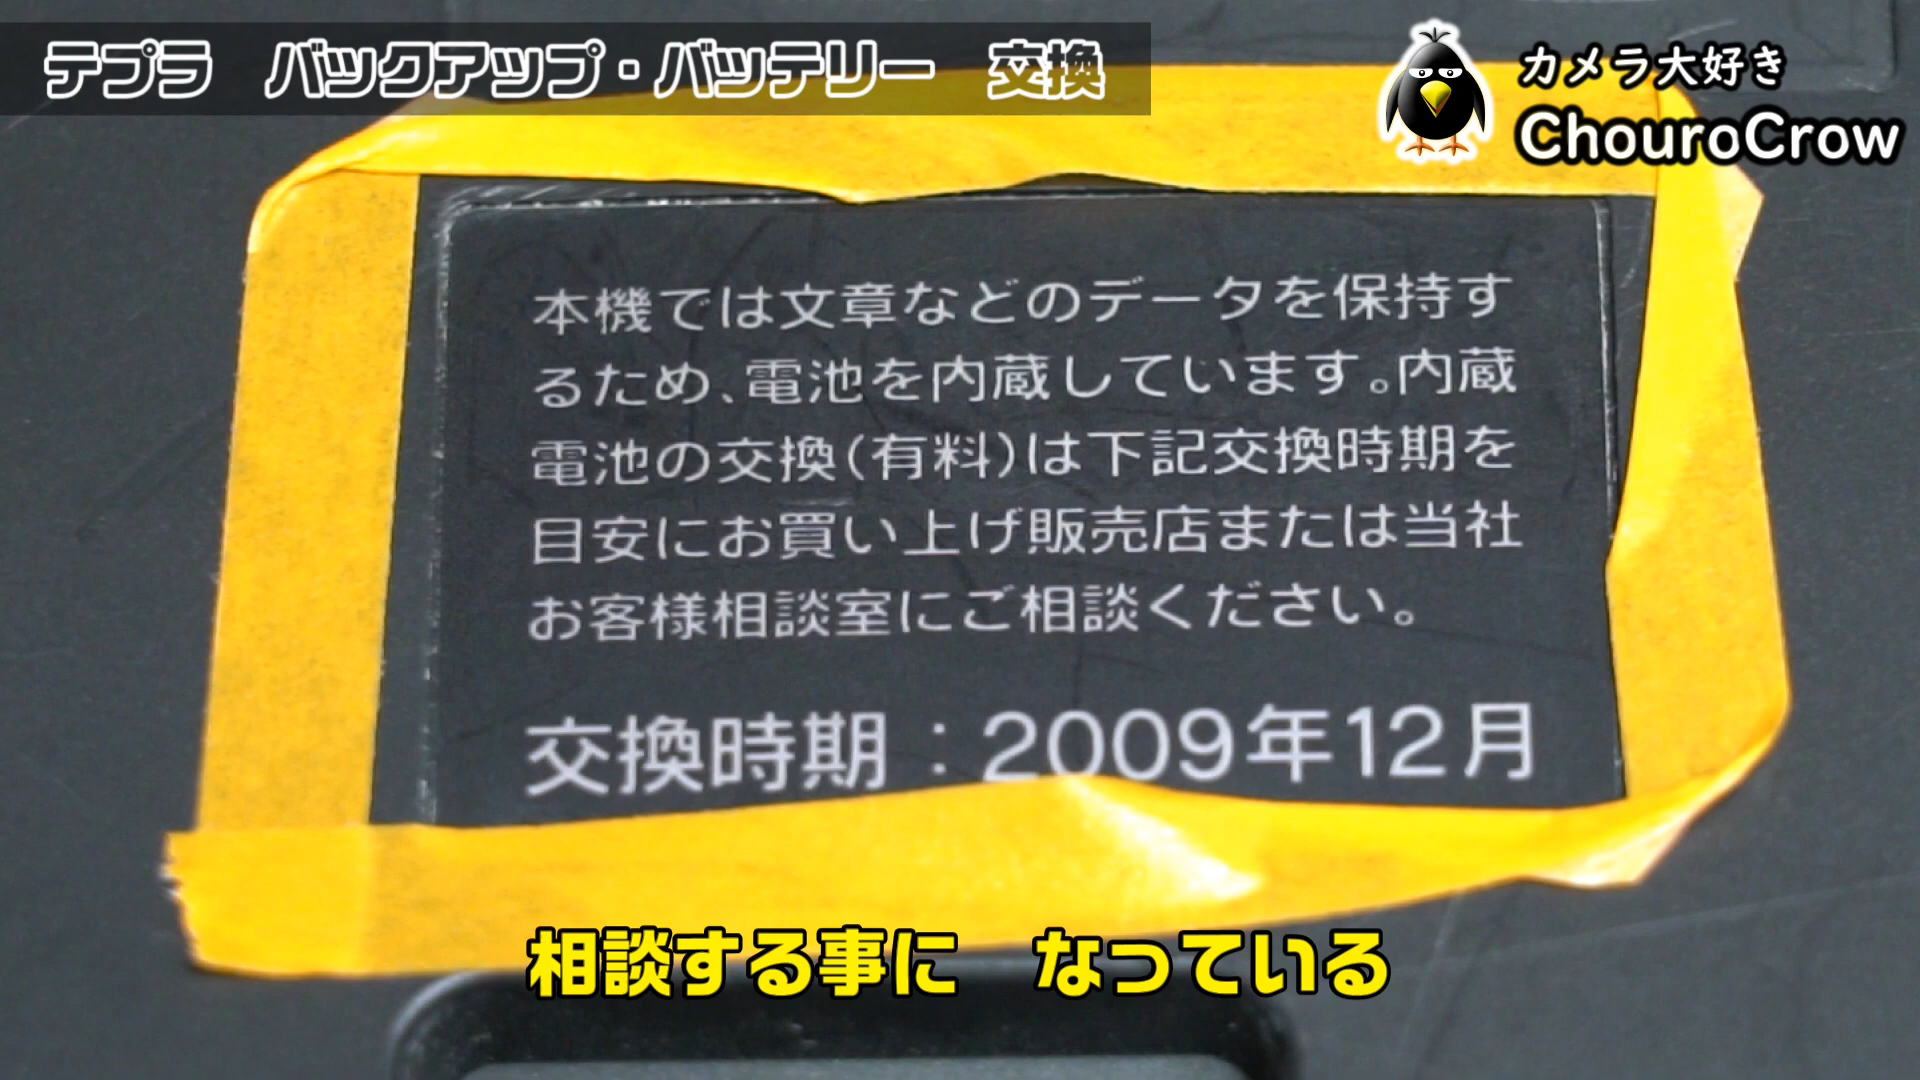 テプラ　バックアップ・バッテリー　交換
カメラ大好き
ChouroCrow
本機では文章などのデータを保持す
るため、電池を内蔵しています。内蔵
電池の交換(有料)は下記交換時期を
目安にお買い上げ販売店または当社
お客様相談室にご相談ください。
交換時期：2009年12月
相談する事に　なっている